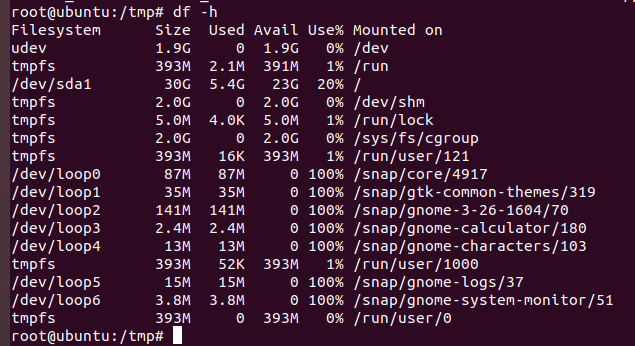 root@ubuntu:/tmp# df -h
Filesystem      Size  Used Avail Use% Mounted on
udev            1.9G     0  1.9G   0% /dev
tmpfs           393M  2.1M  391M   1% /run
/dev/sda1        30G  5.4G   23G  20% /
tmpfs           2.0G     0  2.0G   0% /dev/shm
tmpfs           5.0M  4.0K  5.0M   1% /run/lock
tmpfs           2.0G     0  2.0G   0% /sys/fs/cgroup
tmpfs           393M   16K  393M   1% /run/user/121
/dev/loop0       87M   87M     0 100% /snap/core/4917
/dev/loop1       35M   35M     0 100% /snap/gtk-common-themes/319
/dev/loop2      141M  141M     0 100% /snap/gnome-3-26-1604/70
/dev/loop3      2.4M  2.4M     0 100% /snap/gnome-calculator/180
/dev/loop4       13M   13M     0 100% /snap/gnome-characters/103
tmpfs           393M   52K  393M   1% /run/user/1000
/dev/loop5       15M   15M     0 100% /snap/gnome-logs/37
/dev/loop6      3.8M  3.8M     0 100% /snap/gnome-system-monitor/51
tmpfs           393M     0  393M   0% /run/user/0
root@ubuntu:/tmp#